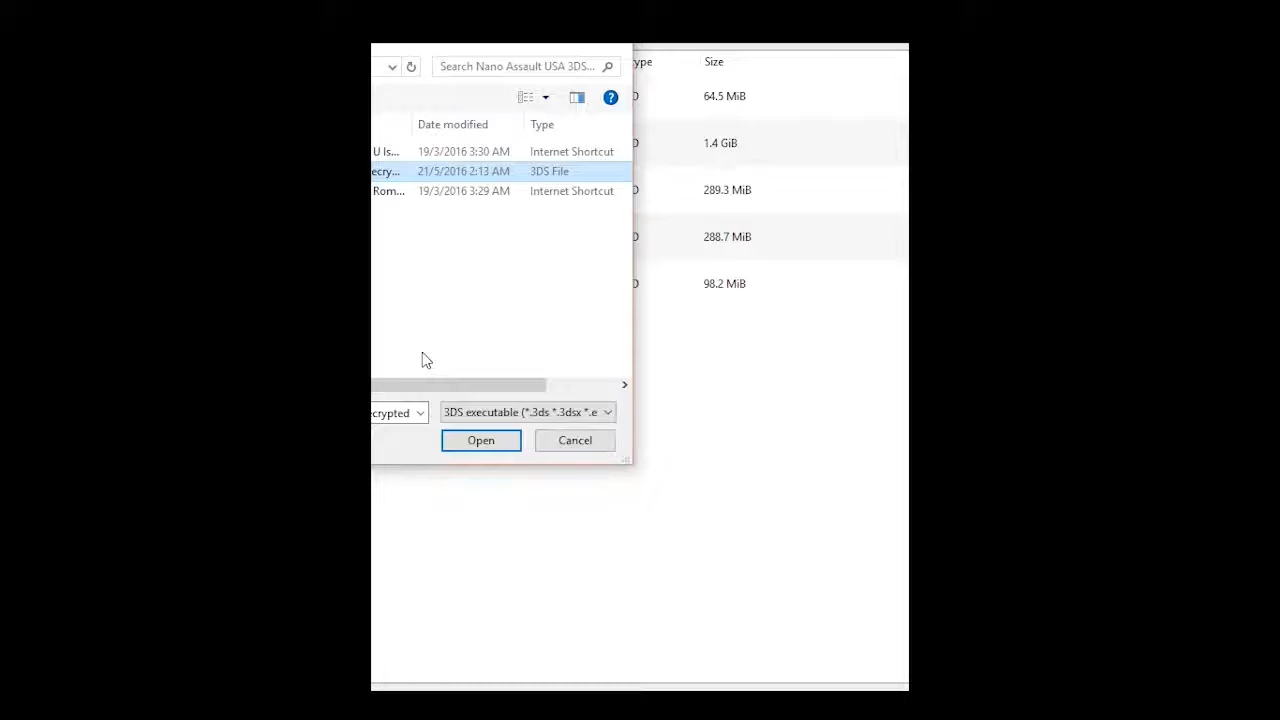 Search Nano Assault USA 3DS...
ype Size
Date modified Type
D 64.5 MiB
D 1.4 GiB
U Is... 19/3/2016 3:30 AM Internet Shortcut
ecry... 21/5/2016 2:13 AM 3DS File
Rom... 19/3/2016 3:29 AM Internet Shortcut
D 289.3 MiB
D 288.7 MiB
D 98.2 MiB
ecrypted 3DS executable (*.3ds *.3dsx *.e
Open Cancel